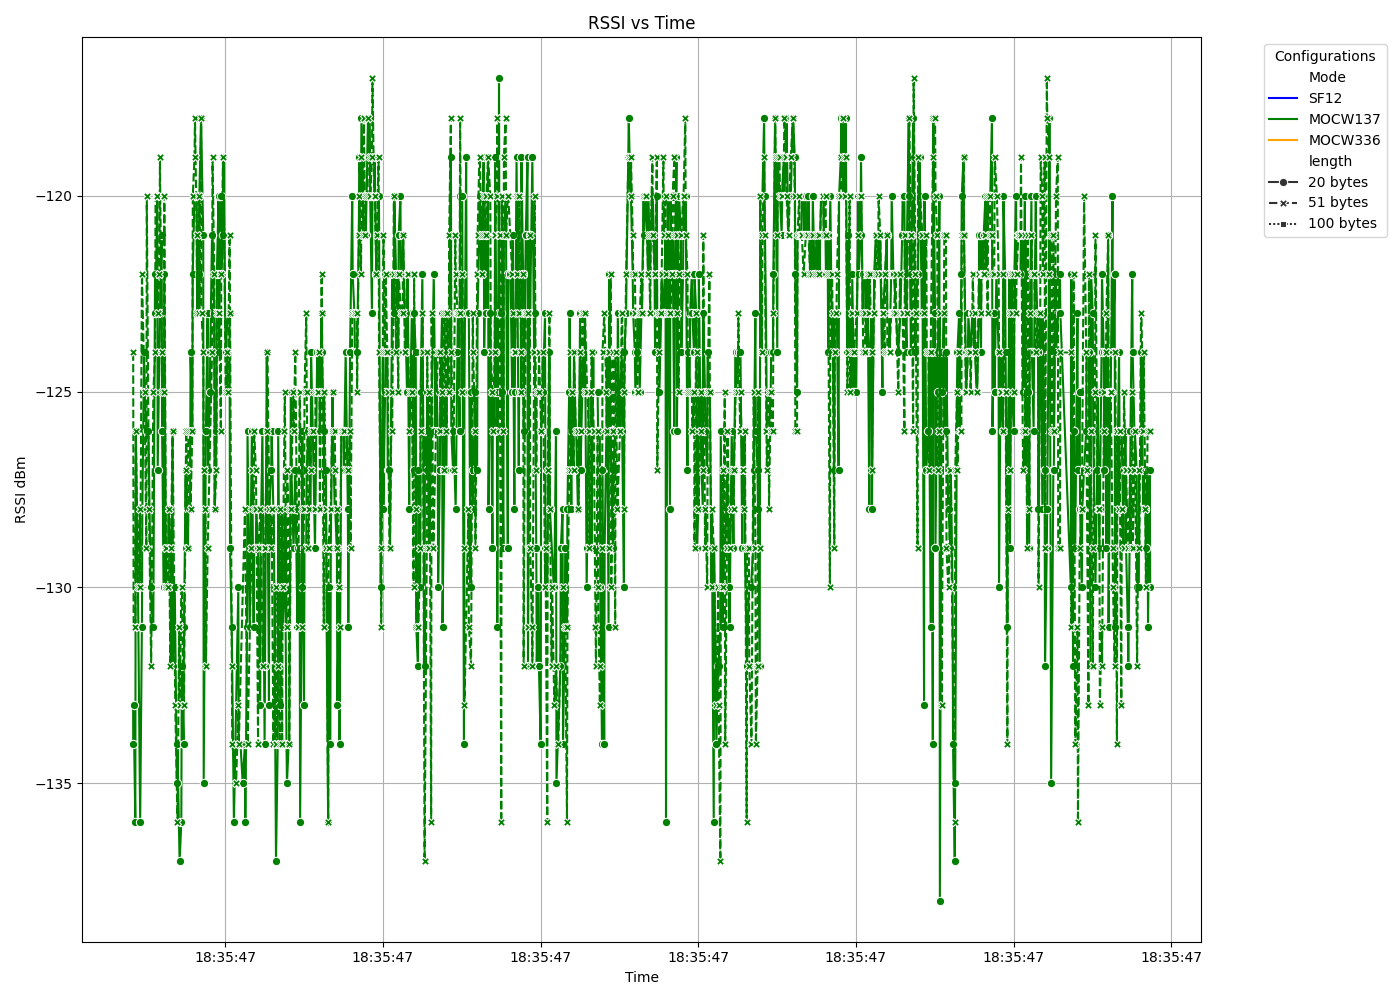 RSSI vs Time
Configurations
Mode
SF12
MOCW137
MOCW336
length
20 bytes
51 bytes
100 bytes
RSSI dBm
−120
−125
−130
−135
18:35:47 18:35:47 18:35:47 18:35:47 18:35:47 18:35:47 18:35:47
Time